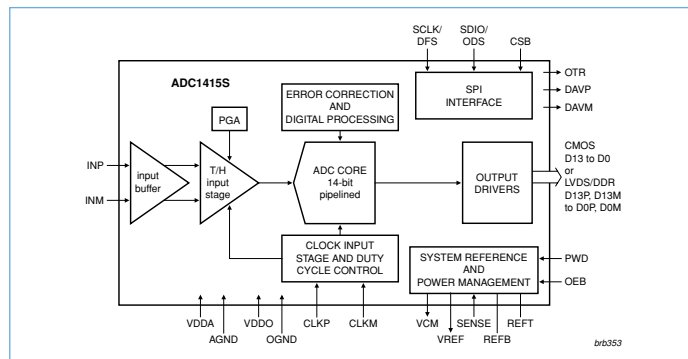 SCLK/
DFS
SDIO/
ODS
CSB
ADC1415S
ERROR CORRECTION
AND
DIGITAL PROCESSING
SPI
INTERFACE
OTR
DAVP
DAVM
PGA
INP
INM
input
buffer
T/H
input
stage
ADC CORE
14-bit
pipelined
OUTPUT
DRIVERS
CMOS
D13 to D0
or
LVDS/DDR
D13P, D13M
to D0P, D0M
CLOCK INPUT
STAGE AND DUTY
CYCLE CONTROL
SYSTEM REFERENCE
AND
POWER MANAGEMENT
PWD
OEB
VDDA
AGND
VDDO
OGND
CLKP
CLKM
VCM
VREF
SENSE
REFB
REFT
brb353